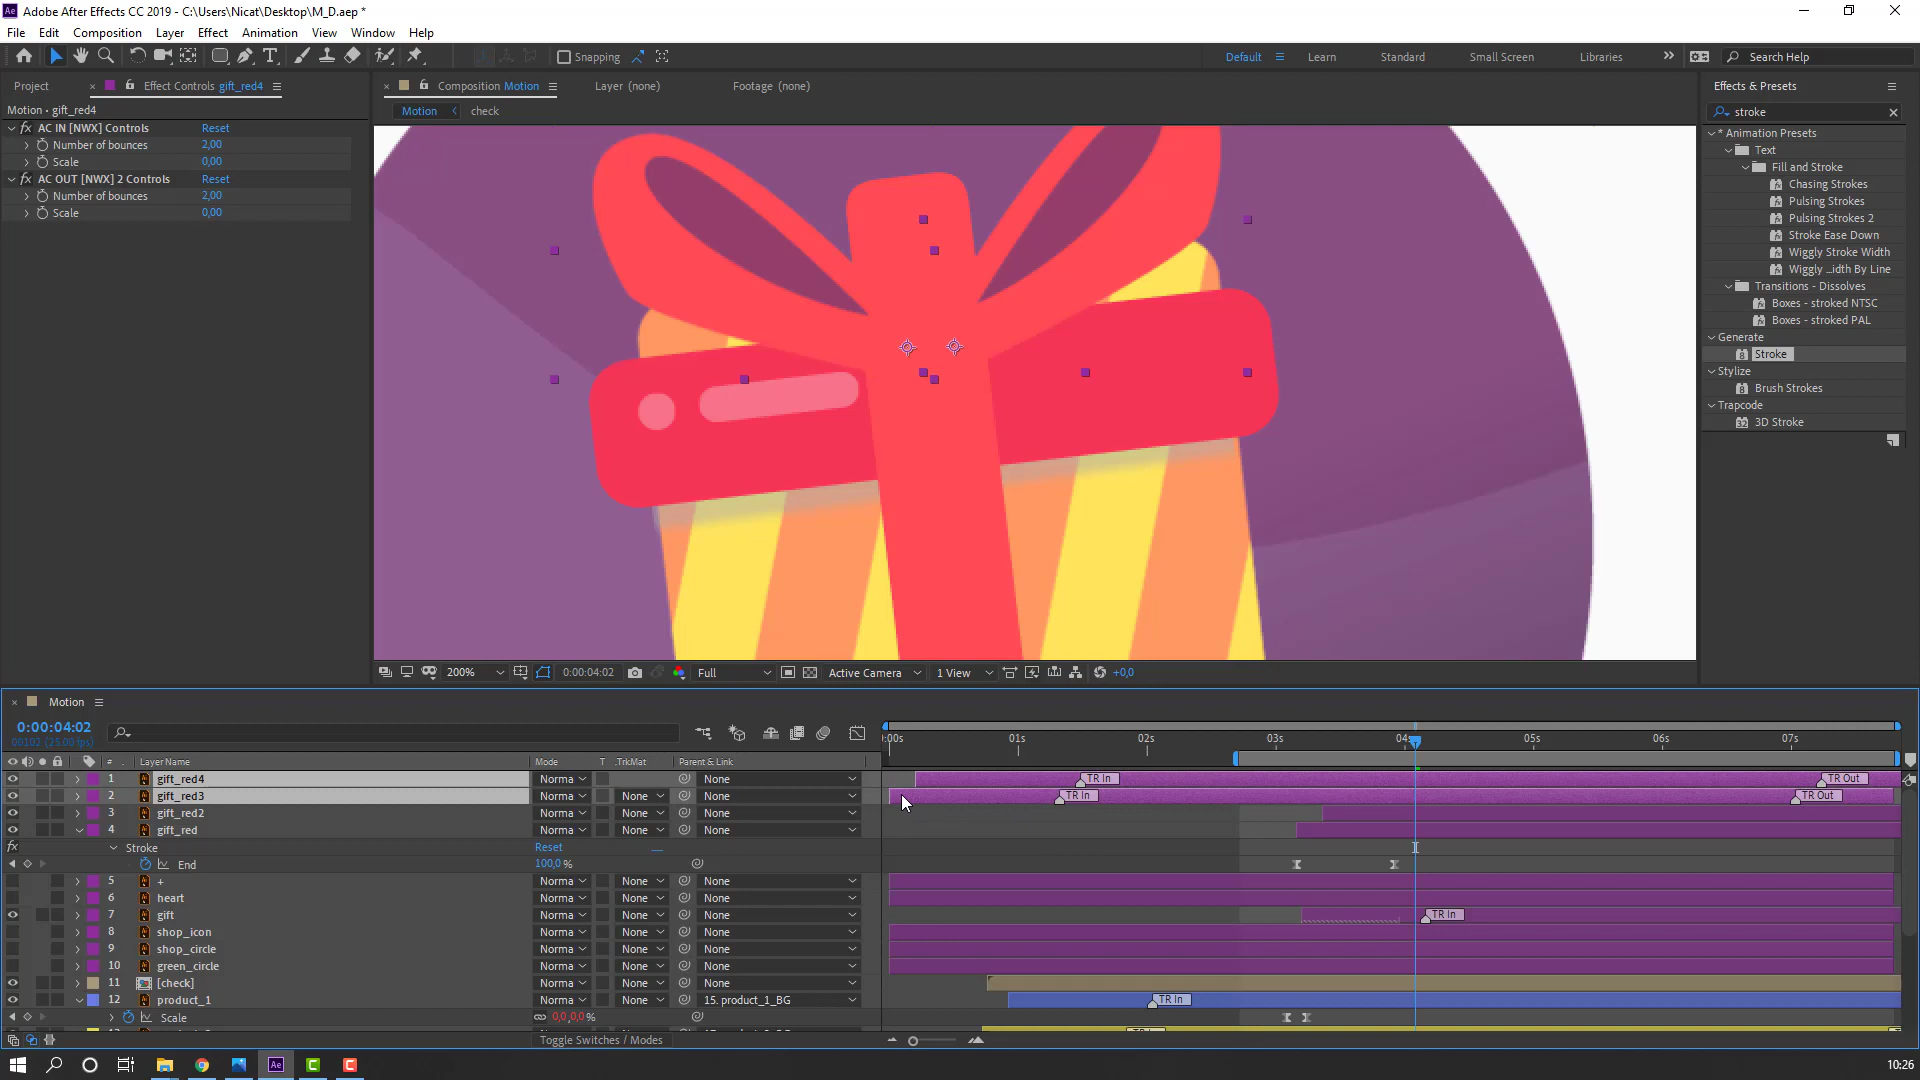 Adobe After Effects CC 2019 - C:\Users\Nicat\Desktop\M_D.aep *
File Edit Composition Layer Effect Animation View Window Help
Snapping Default Learn Standard Small Screen Libraries Search Help
Project Effect Controls gift_red4 Composition Motion Layer (none) Footage (none) Effects & Presets
Motion • gift_red4 Motion check stroke
AC IN [NWX] Controls Reset
Number of bounces 2,00
Scale 0,00
AC OUT [NWX] 2 Controls Reset
Number of bounces 2,00
Scale 0,00
* Animation Presets
Text
Fill and Stroke
Chasing Strokes
Pulsing Strokes
Pulsing Strokes 2
Stroke Ease Down
Wiggly Stroke Width
Wiggly ...idth By Line
Transitions - Dissolves
Boxes - stroked NTSC
Boxes - stroked PAL
Generate
Stroke
Stylize
Brush Strokes
Trapcode
3D Stroke
200% 0:00:04:02 Full Active Camera 1 View +0,0
Motion
0:00:04:02
00102 (25.00 fps)
:00s 01s 02s 03s 04s 05s 06s 07s
# Layer Name Mode T .TrkMat Parent & Link
1 gift_red4 Norma None TR In TR Out
2 gift_red3 Norma None None TR In TR Out
3 gift_red2 Norma None None
4 gift_red Norma None None
Stroke Reset
End 100,0 %
5 + Norma None None
6 heart Norma None None
7 gift Norma None None TR In
8 shop_icon Norma None None
9 shop_circle Norma None None
10 green_circle Norma None None
11 [check] Norma None None
12 product_1 Norma None 15. product_1_BG TR In
Scale 0,0,0,0 %
Toggle Switches / Modes
10:26